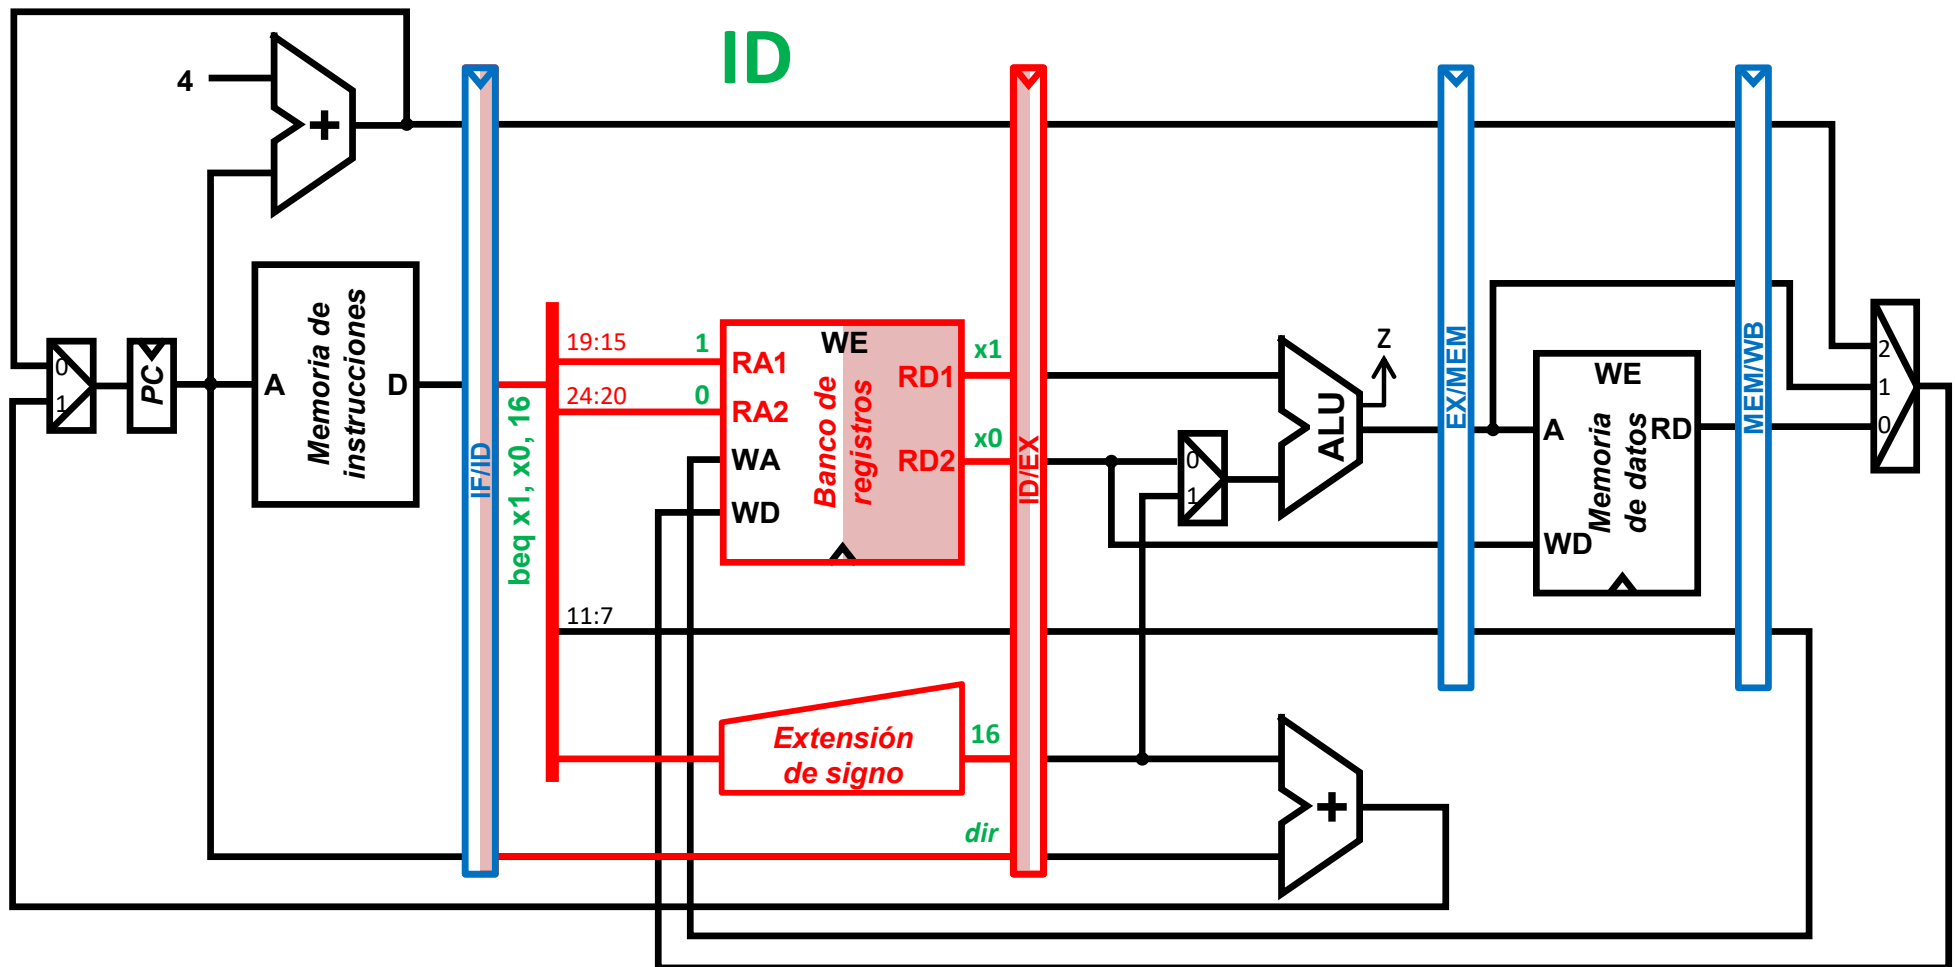 ID
4
+
IF/ID
ID/EX
EX/MEM
MEM/WB
0
1
PC
A
Memoria de
instrucciones
D
beq x1, x0, 16
19:15
1
24:20
0
11:7
RA1
RA2
WA
WD
WE
Banco de
registros
RD1
RD2
x1
x0
0
1
ALU
Z
A
WE
Memoria
de datos
RD
WD
2
1
0
Extensión
de signo
16
dir
+